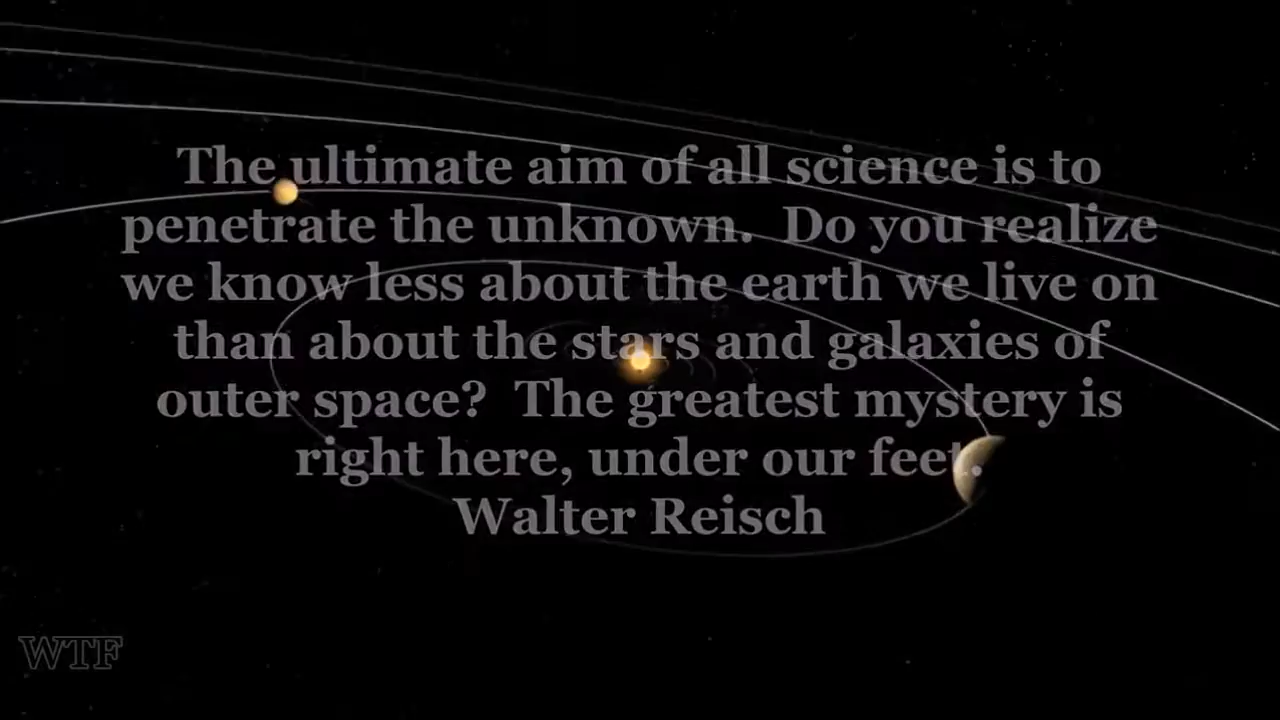 The ultimate aim of all science is to
penetrate the unknown.  Do you realize
we know less about the earth we live on
than about the stars and galaxies of
outer space?  The greatest mystery is
right here, under our feet.
Walter Reisch
WTF